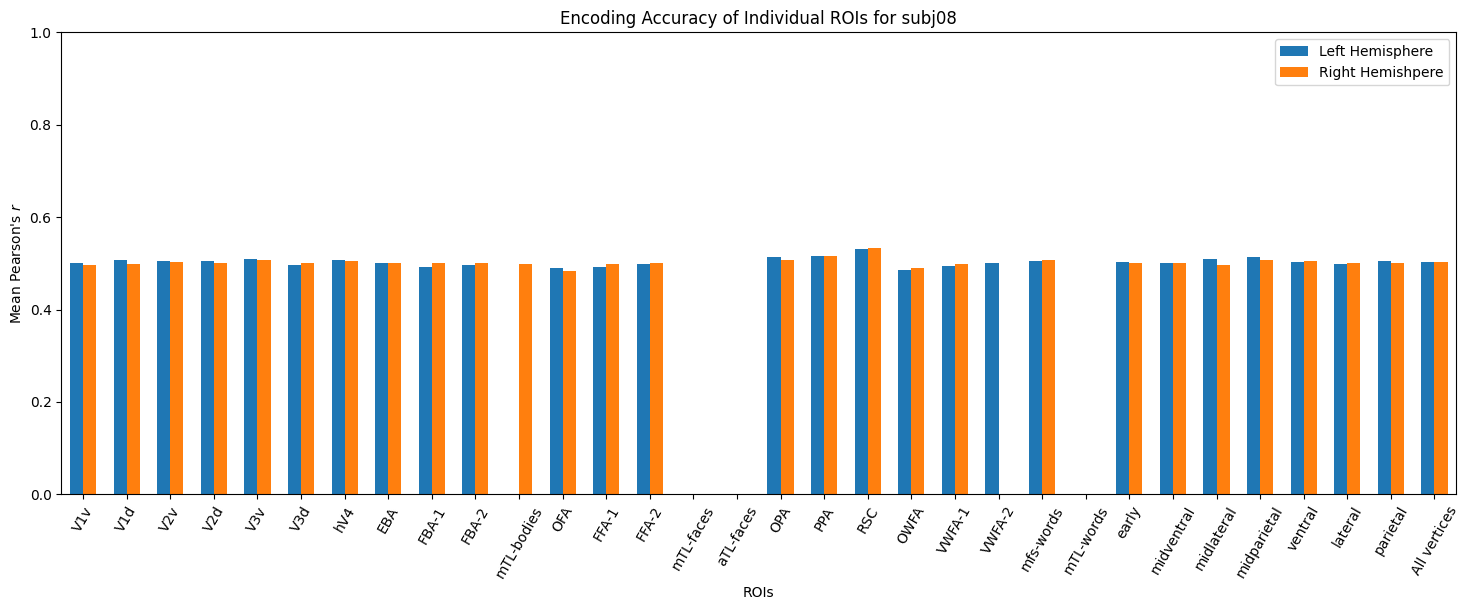 Encoding Accuracy of Individual ROIs for subj08
Left Hemisphere
Right Hemishpere
Mean Pearson's r
1.0
0.8
0.6
0.4
0.2
0.0
V1v
V1d
V2v
V2d
V3v
V3d
hV4
EBA
FBA-1
FBA-2
mTL-bodies
OFA
FFA-1
FFA-2
mTL-faces
aTL-faces
OPA
PPA
RSC
OWFA
VWFA-1
VWFA-2
mfs-words
mTL-words
early
midventral
midlateral
midparietal
ventral
lateral
parietal
All vertices
ROIs